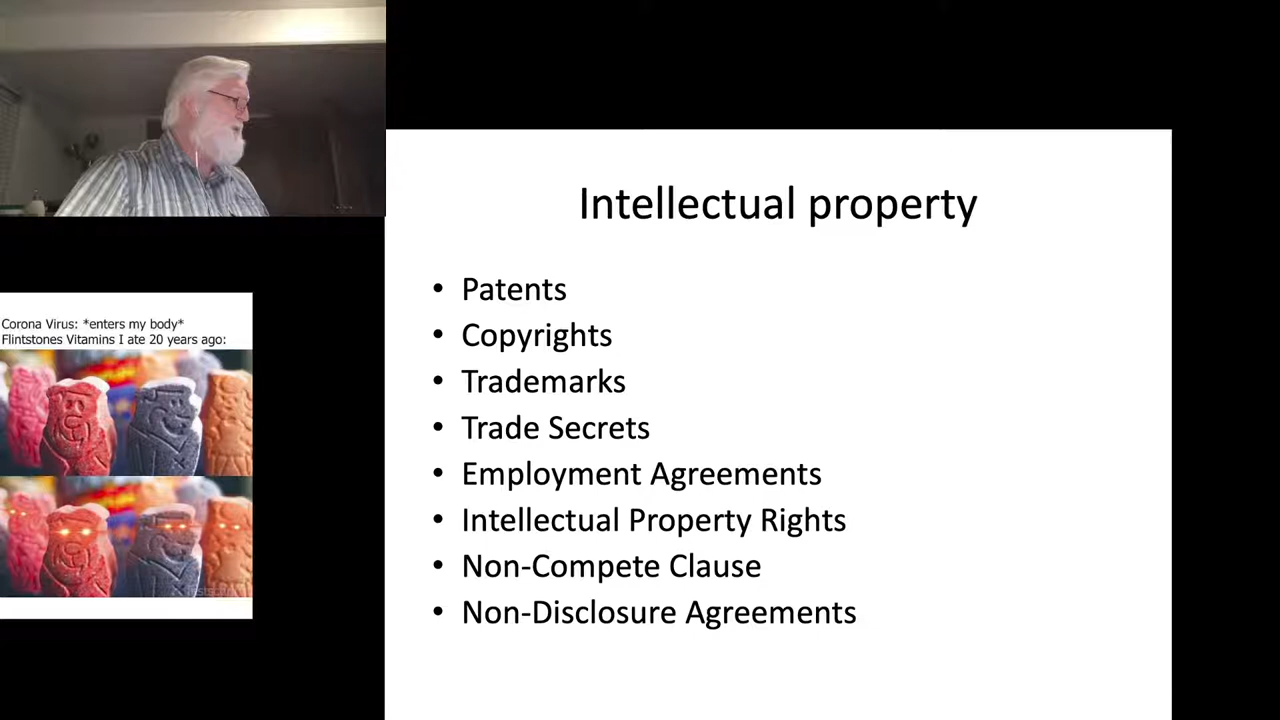 Intellectual property
• Patents
• Copyrights
• Trademarks
• Trade Secrets
• Employment Agreements
• Intellectual Property Rights
• Non-Compete Clause
• Non-Disclosure Agreements
Corona Virus: *enters my body*
Flintstones Vitamins I ate 20 years ago: